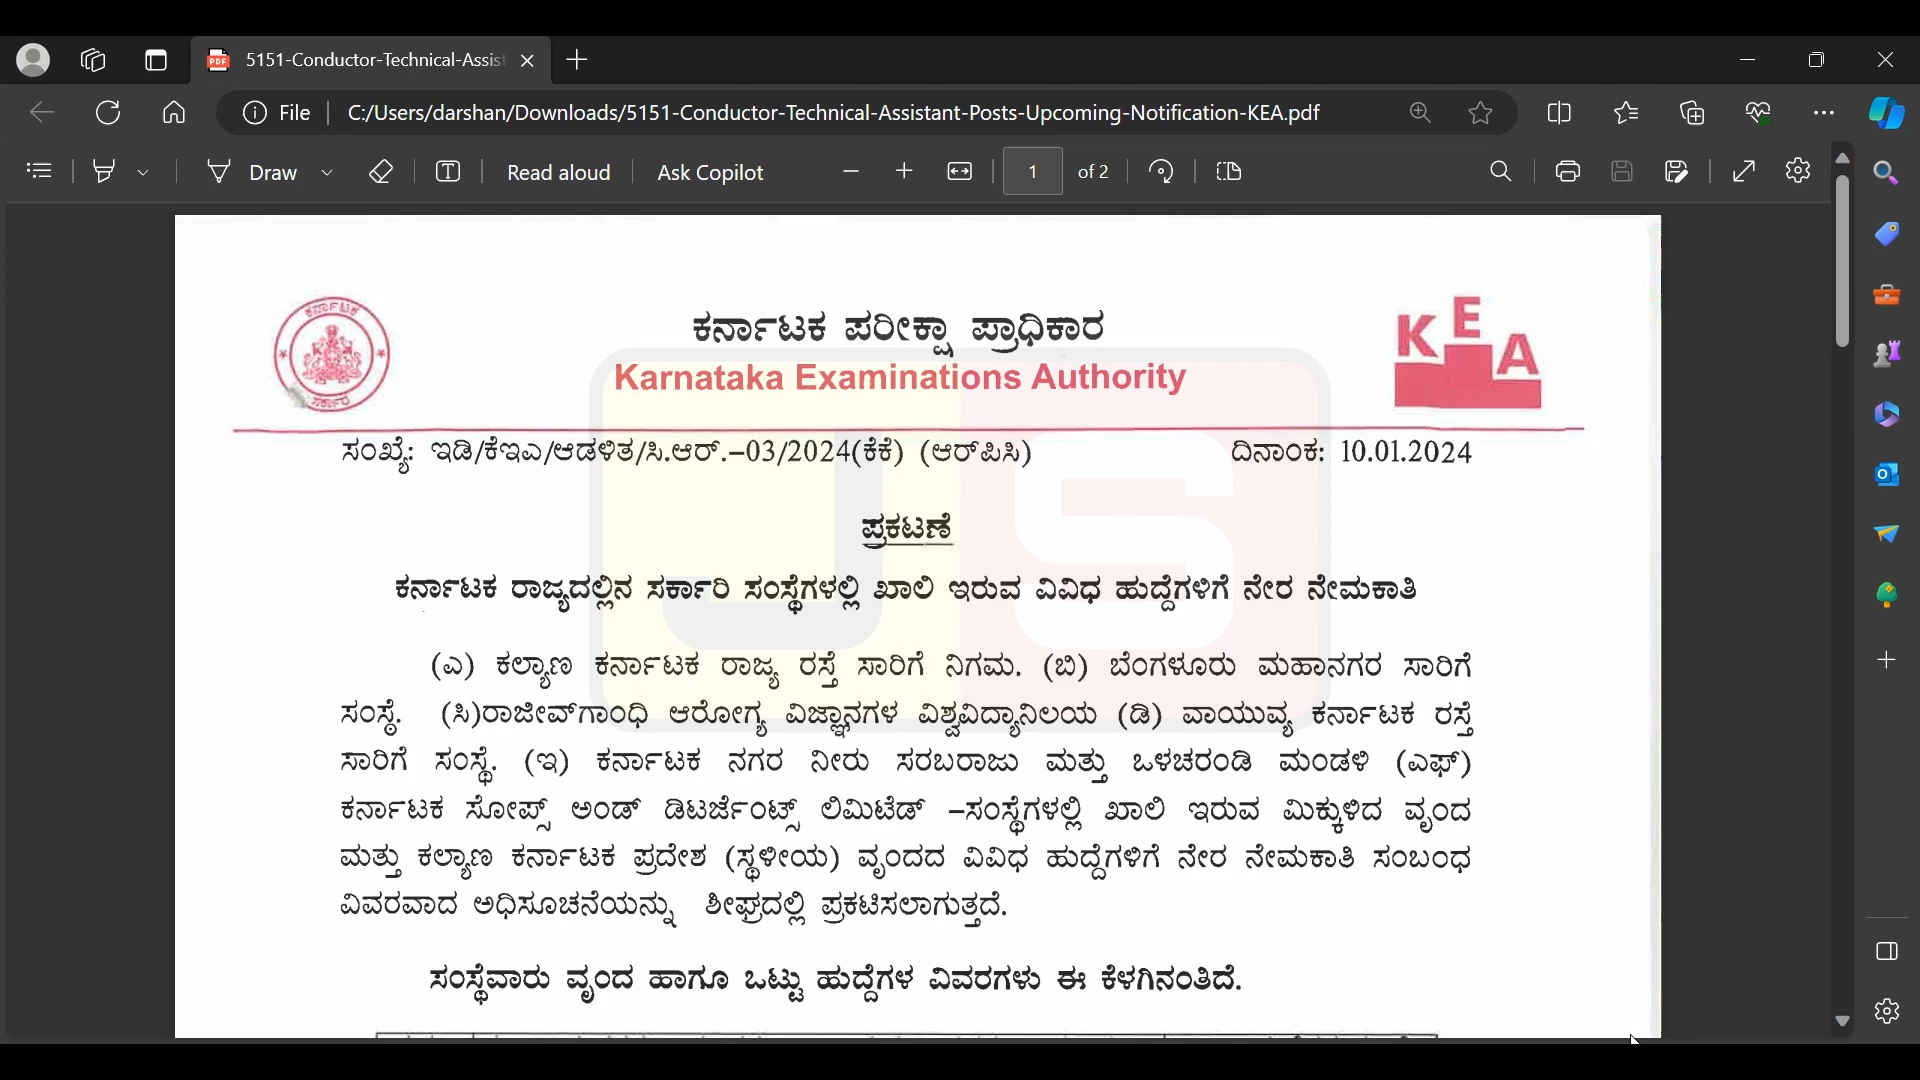 5151-Conductor-Technical-Assist
File
C:/Users/darshan/Downloads/5151-Conductor-Technical-Assistant-Posts-Upcoming-Notification-KEA.pdf
Draw
Read aloud
Ask Copilot
1 of 2
ಕರ್ನಾಟಕ
ಸರ್ಕಾರ
ಕರ್ನಾಟಕ ಪರೀಕ್ಷಾ ಪ್ರಾಧಿಕಾರ
Karnataka Examinations Authority
KEA
ಸಂಖ್ಯೆ: ಇಡಿ/ಕೆಇಎ/ಆಡಳಿತ/ಸಿ.ಆರ್.–03/2024(ಕೆಕೆ) (ಆರ್‌ಪಿಸಿ) ದಿನಾಂಕ: 10.01.2024
ಪ್ರಕಟಣೆ
ಕರ್ನಾಟಕ ರಾಜ್ಯದಲ್ಲಿನ ಸರ್ಕಾರಿ ಸಂಸ್ಥೆಗಳಲ್ಲಿ ಖಾಲಿ ಇರುವ ವಿವಿಧ ಹುದ್ದೆಗಳಿಗೆ ನೇರ ನೇಮಕಾತಿ
(ಎ) ಕಲ್ಯಾಣ ಕರ್ನಾಟಕ ರಾಜ್ಯ ರಸ್ತೆ ಸಾರಿಗೆ ನಿಗಮ. (ಬಿ) ಬೆಂಗಳೂರು ಮಹಾನಗರ ಸಾರಿಗೆ
ಸಂಸ್ಥೆ. (ಸಿ)ರಾಜೀವ್‌ಗಾಂಧಿ ಆರೋಗ್ಯ ವಿಜ್ಞಾನಗಳ ವಿಶ್ವವಿದ್ಯಾನಿಲಯ (ಡಿ) ವಾಯುವ್ಯ ಕರ್ನಾಟಕ ರಸ್ತೆ
ಸಾರಿಗೆ ಸಂಸ್ಥೆ. (ಇ) ಕರ್ನಾಟಕ ನಗರ ನೀರು ಸರಬರಾಜು ಮತ್ತು ಒಳಚರಂಡಿ ಮಂಡಳಿ (ಎಫ್)
ಕರ್ನಾಟಕ ಸೋಪ್ಸ್ ಅಂಡ್ ಡಿಟರ್ಜೆಂಟ್ಸ್ ಲಿಮಿಟೆಡ್ –ಸಂಸ್ಥೆಗಳಲ್ಲಿ ಖಾಲಿ ಇರುವ ಮಿಕ್ಕುಳಿದ ವೃಂದ
ಮತ್ತು ಕಲ್ಯಾಣ ಕರ್ನಾಟಕ ಪ್ರದೇಶ (ಸ್ಥಳೀಯ) ವೃಂದದ ವಿವಿಧ ಹುದ್ದೆಗಳಿಗೆ ನೇರ ನೇಮಕಾತಿ ಸಂಬಂಧ
ವಿವರವಾದ ಅಧಿಸೂಚನೆಯನ್ನು ಶೀಘ್ರದಲ್ಲಿ ಪ್ರಕಟಿಸಲಾಗುತ್ತದೆ.
ಸಂಸ್ಥೆವಾರು ವೃಂದ ಹಾಗೂ ಒಟ್ಟು ಹುದ್ದೆಗಳ ವಿವರಗಳು ಈ ಕೆಳಗಿನಂತಿದೆ.
JS